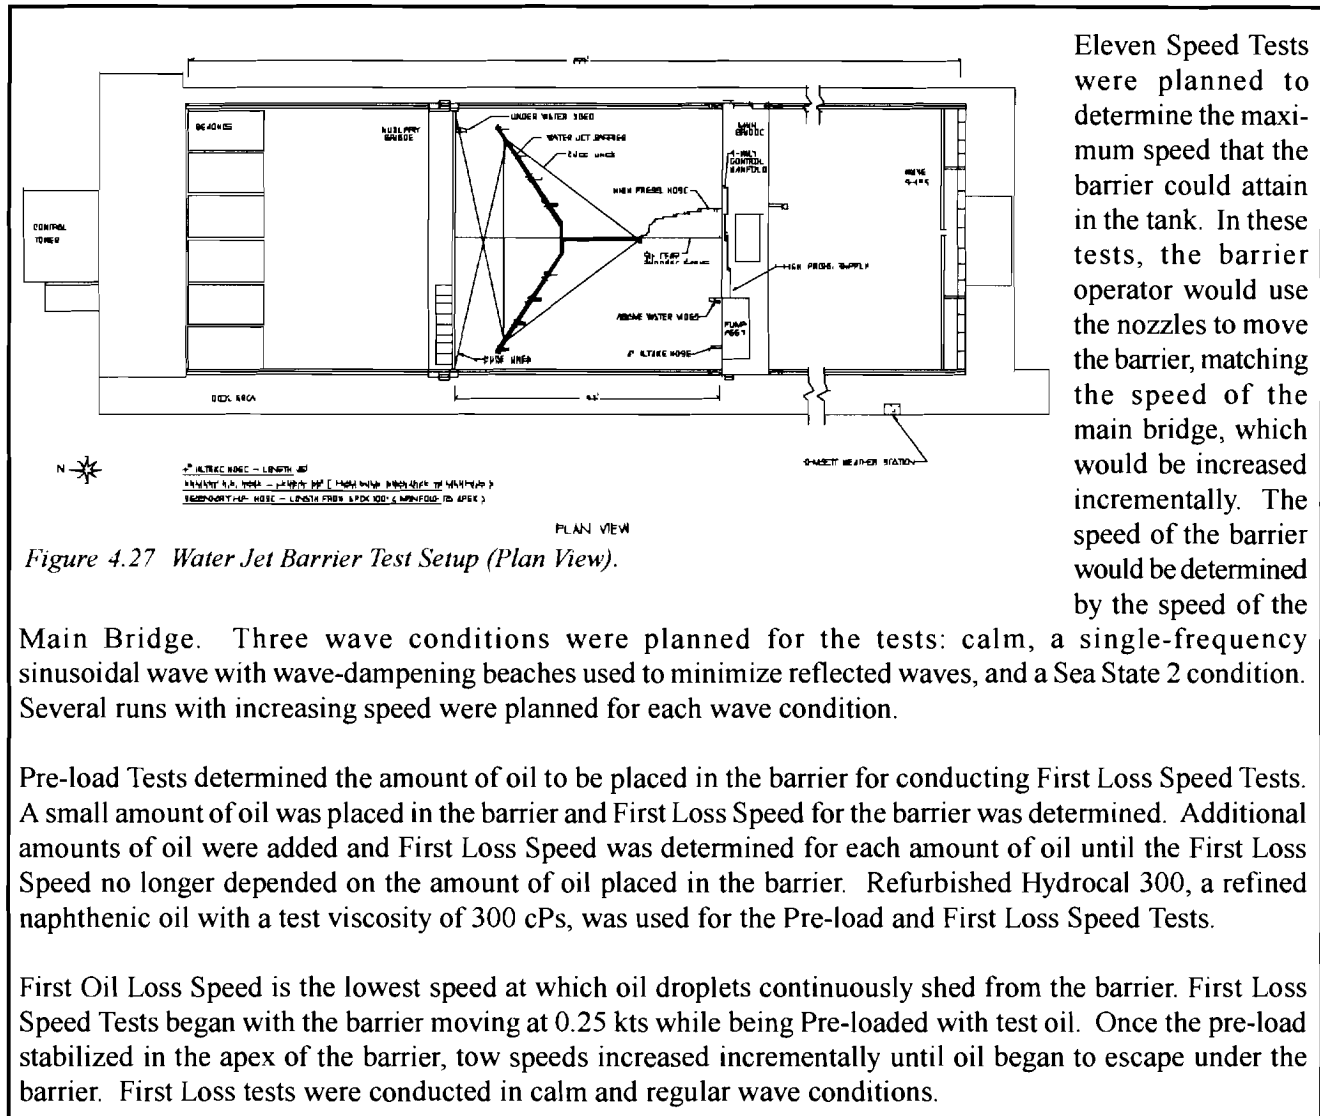 BEACHES
AUXILIARY
BRIDGE
UNDER WATER VIDEO
WATER JET BARRIER
GUIDE LINES
HIGH PRESS. HOSE
MAIN
BRIDGE
CONTROL
MANIFOLD
CONTROL
TOWER
HIGH PRESS. SUPPLY
ABOVE WATER VIDEO
PUMP
GUIDE LINES
DECK AREA
OHMSETT WEATHER STATION
N
PLAN VIEW
Figure 4.27 Water Jet Barrier Test Setup (Plan View).
Eleven Speed Tests
were planned to
determine the maxi-
mum speed that the
barrier could attain
in the tank. In these
tests, the barrier
operator would use
the nozzles to move
the barrier, matching
the speed of the
main bridge, which
would be increased
incrementally. The
speed of the barrier
would be determined
by the speed of the
Main Bridge. Three wave conditions were planned for the tests: calm, a single-frequency
sinusoidal wave with wave-dampening beaches used to minimize reflected waves, and a Sea State 2 condition.
Several runs with increasing speed were planned for each wave condition.
Pre-load Tests determined the amount of oil to be placed in the barrier for conducting First Loss Speed Tests.
A small amount of oil was placed in the barrier and First Loss Speed for the barrier was determined. Additional
amounts of oil were added and First Loss Speed was determined for each amount of oil until the First Loss
Speed no longer depended on the amount of oil placed in the barrier. Refurbished Hydrocal 300, a refined
naphthenic oil with a test viscosity of 300 cPs, was used for the Pre-load and First Loss Speed Tests.
First Oil Loss Speed is the lowest speed at which oil droplets continuously shed from the barrier. First Loss
Speed Tests began with the barrier moving at 0.25 kts while being Pre-loaded with test oil. Once the pre-load
stabilized in the apex of the barrier, tow speeds increased incrementally until oil began to escape under the
barrier. First Loss tests were conducted in calm and regular wave conditions.